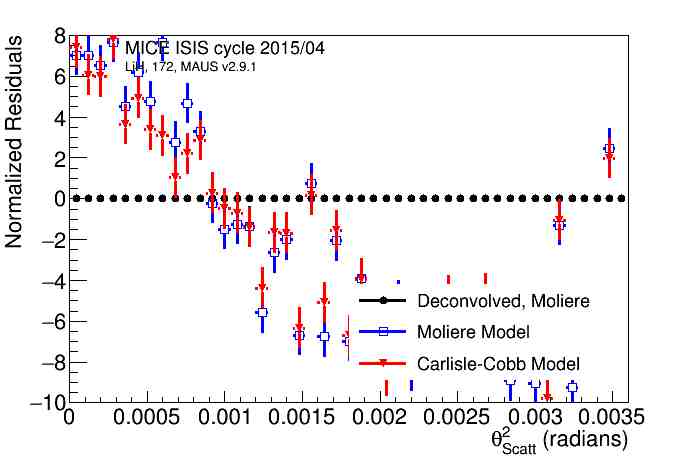 MICE ISIS cycle 2015/04
LiH, 172, MAUS v2.9.1
Normalized Residuals
8
6
4
2
0
−2
−4
−6
−8
−10
Deconvolved, Moliere
Moliere Model
Carlisle-Cobb Model
0 0.0005 0.001 0.0015 0.002 0.0025 0.003 0.0035
θ²Scatt (radians)